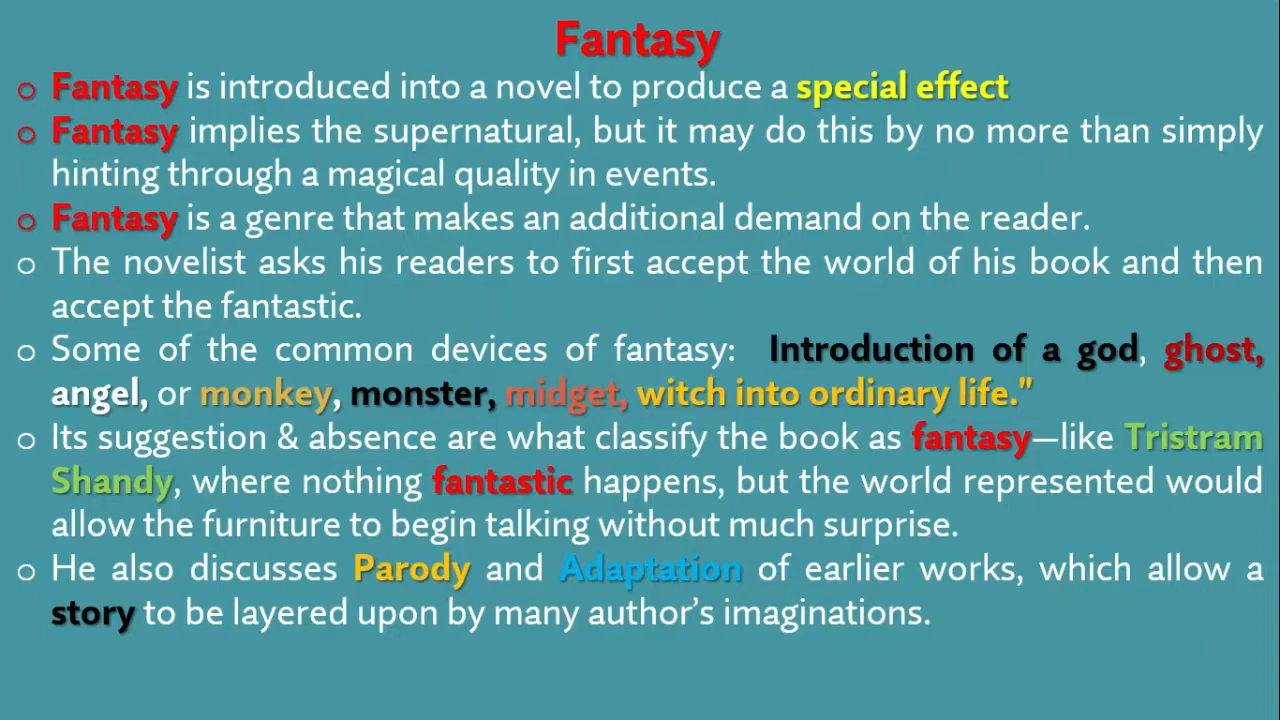 Fantasy
o Fantasy is introduced into a novel to produce a special effect
o Fantasy implies the supernatural, but it may do this by no more than simply
hinting through a magical quality in events.
o Fantasy is a genre that makes an additional demand on the reader.
o The novelist asks his readers to first accept the world of his book and then
accept the fantastic.
o Some of the common devices of fantasy: Introduction of a god, ghost,
angel, or monkey, monster, midget, witch into ordinary life."
o Its suggestion & absence are what classify the book as fantasy—like Tristram
Shandy, where nothing fantastic happens, but the world represented would
allow the furniture to begin talking without much surprise.
o He also discusses Parody and Adaptation of earlier works, which allow a
story to be layered upon by many author’s imaginations.